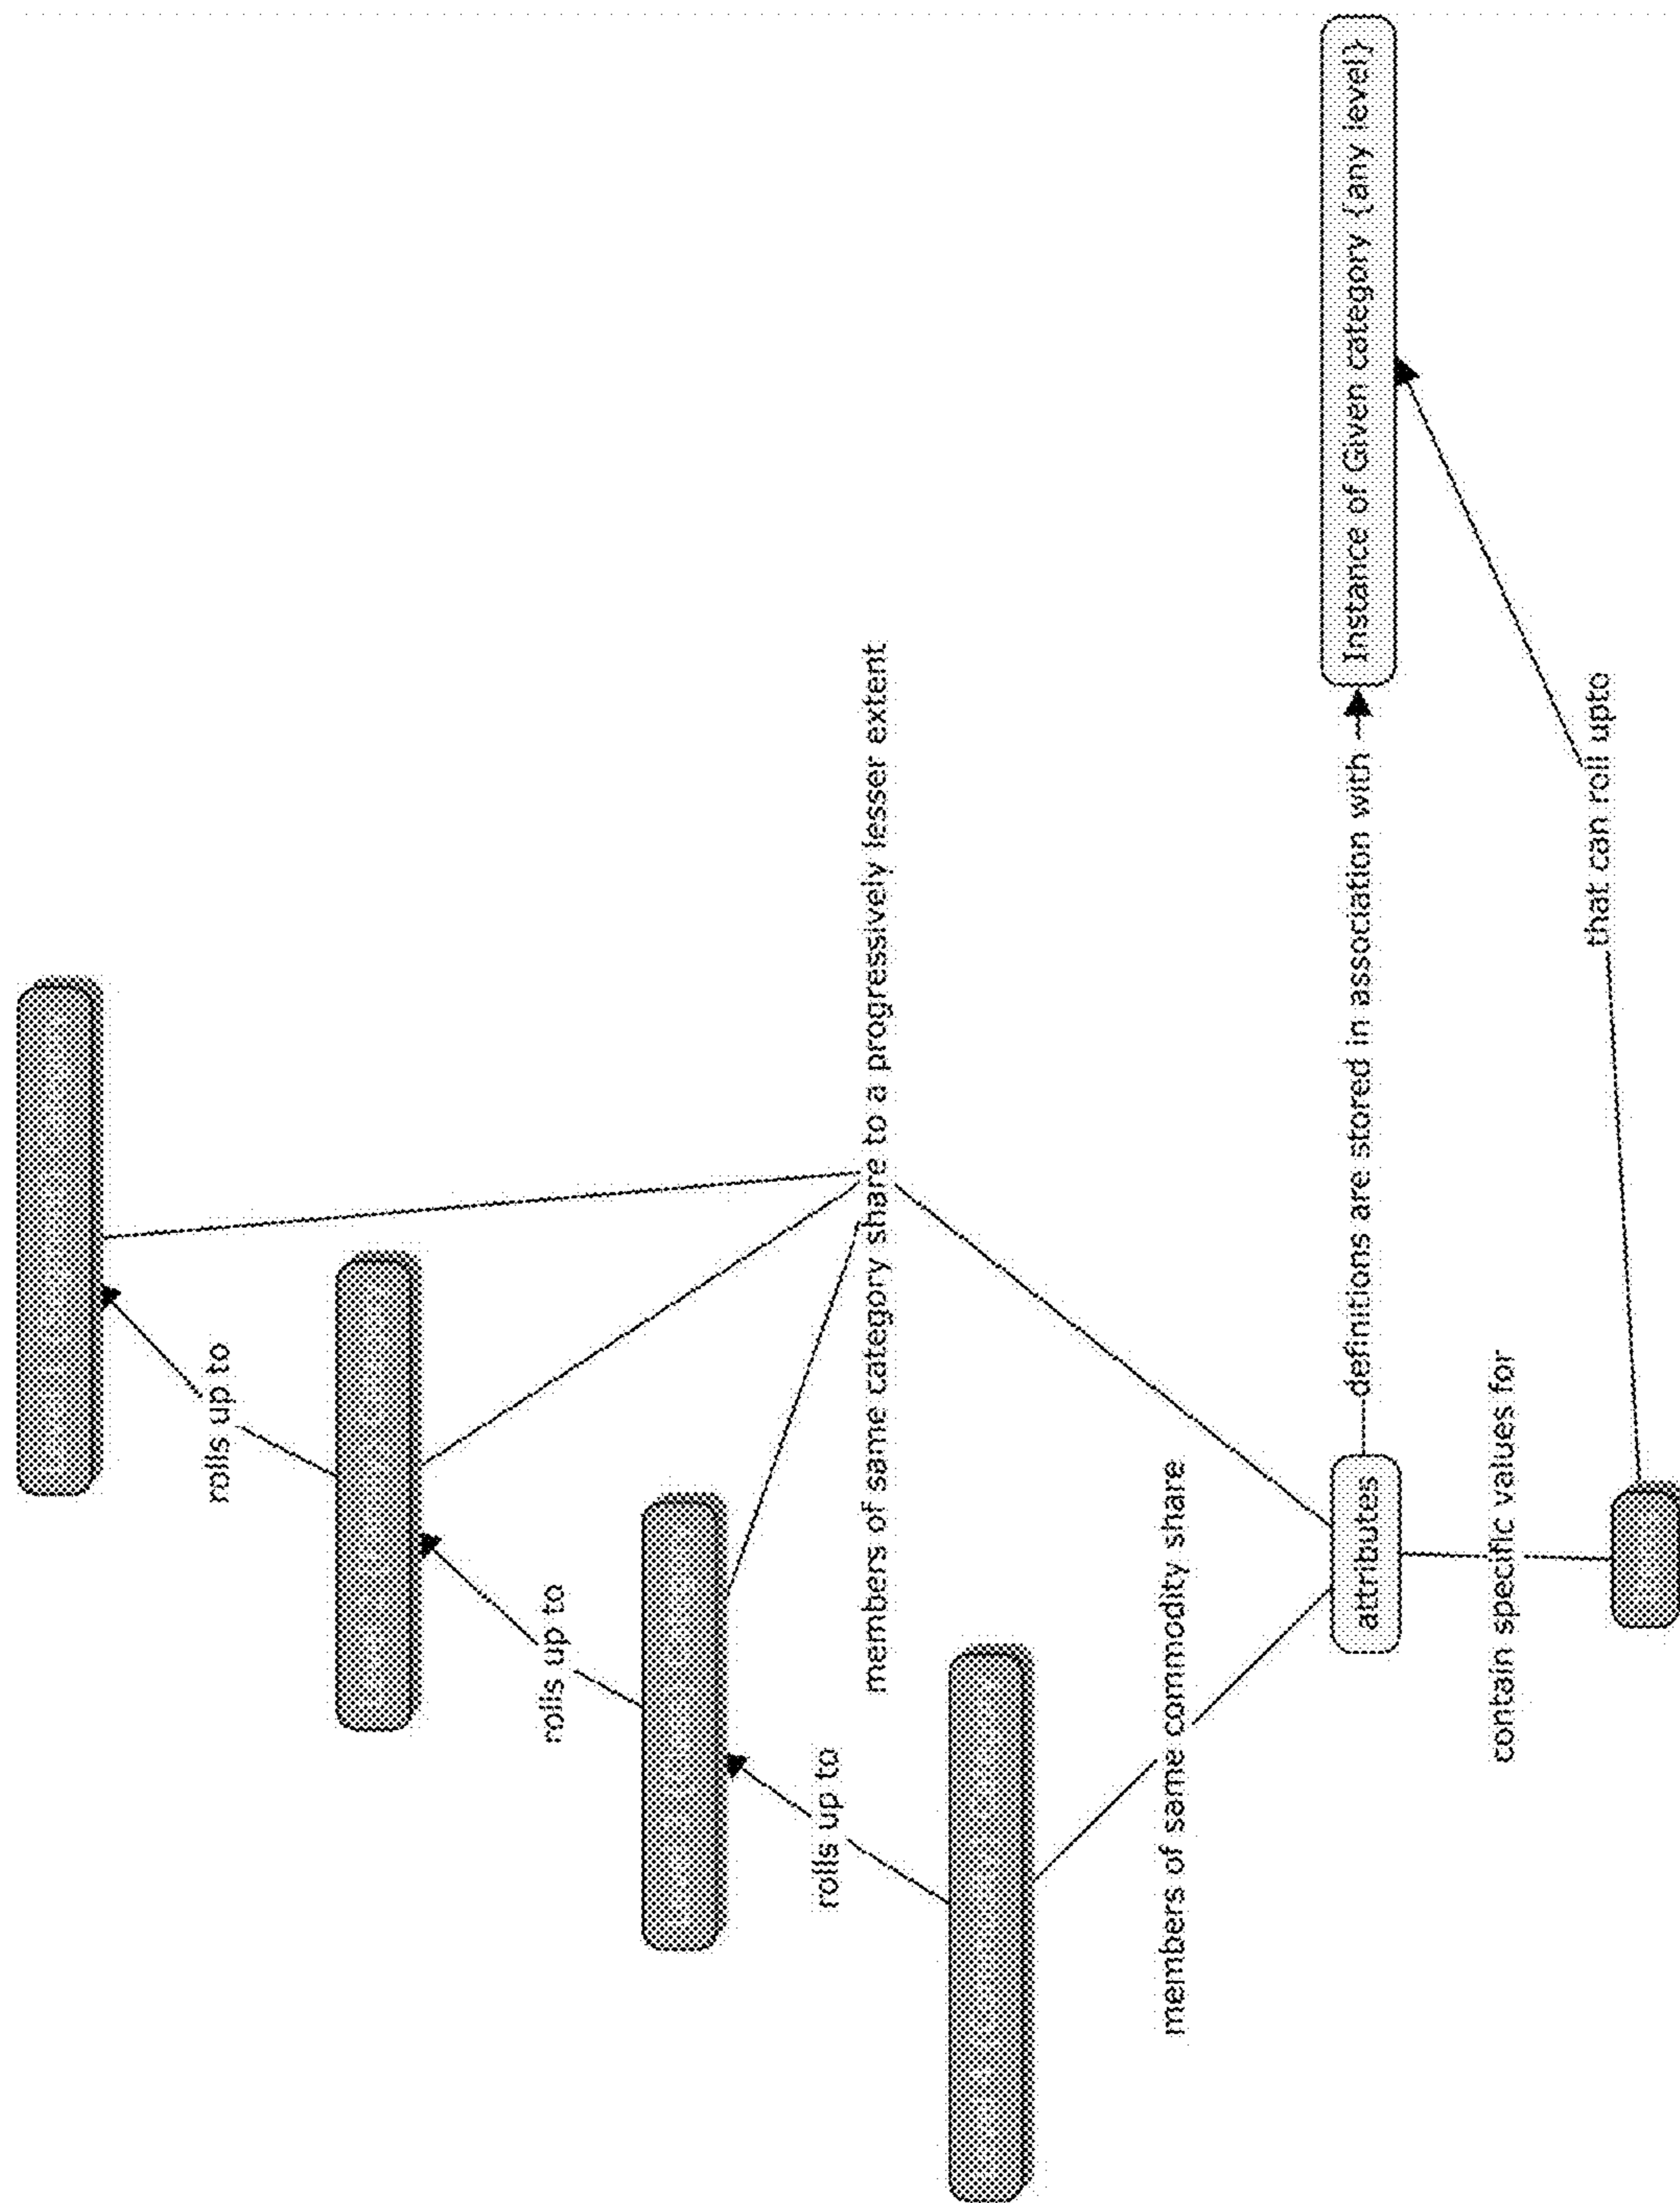 rolls up to
rolls up to
rolls up to
members of same category share to a progressively lesser extent
members of same commodity share
attributes
definitions are stored in association with
Instance of Given category {any level}
contain specific values for
that can roll upto